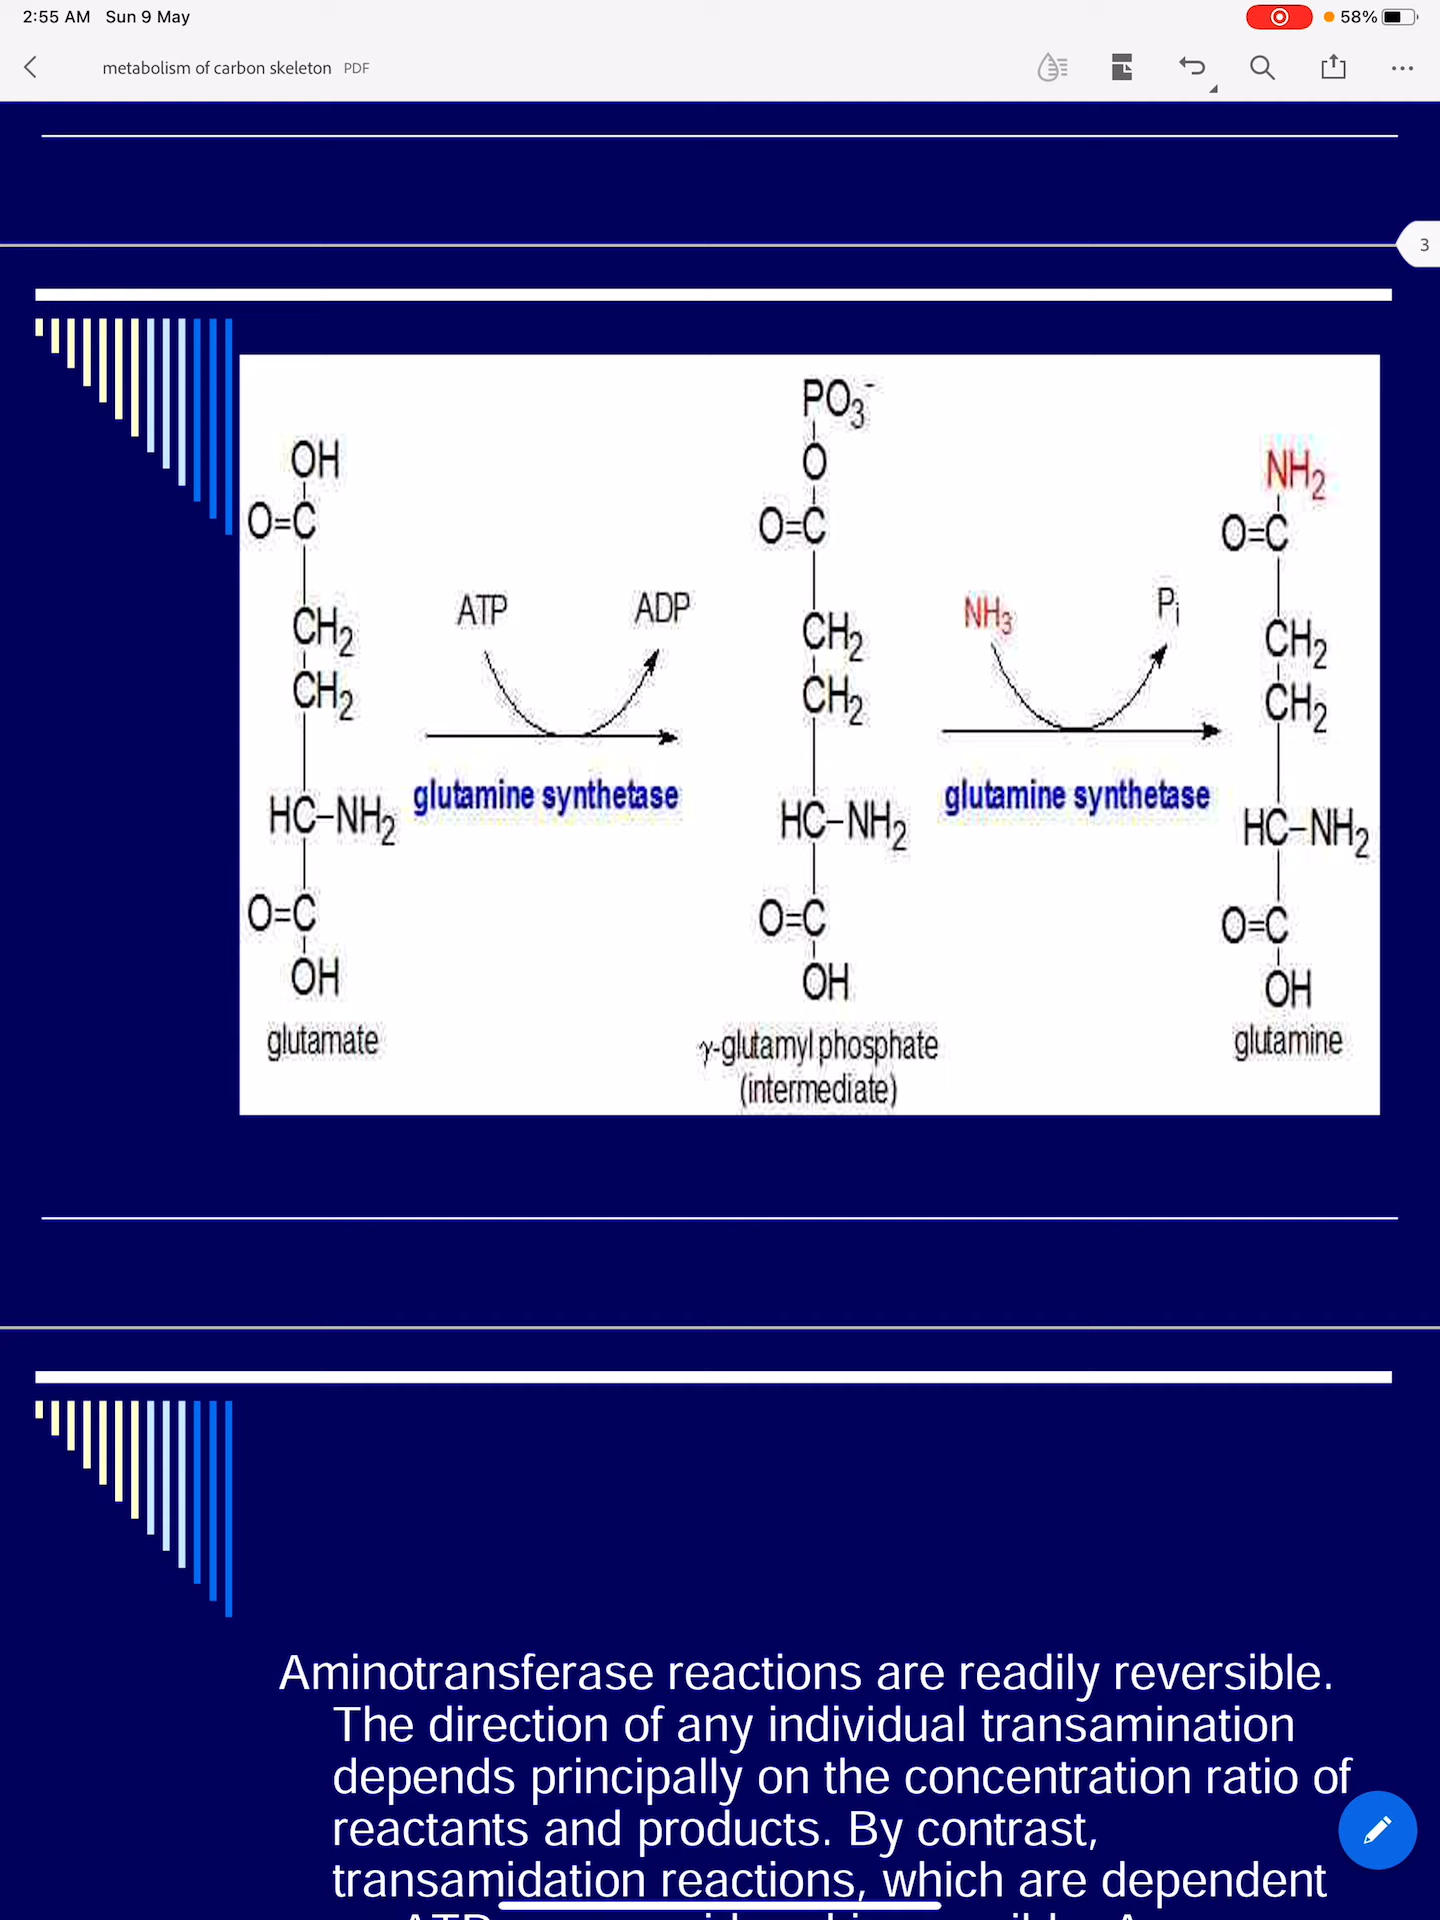 2:55 AM Sun 9 May
58%
metabolism of carbon skeleton PDF
3
PO3-
OH
O
NH2
O=C
O=C
O=C
ATP
ADP
NH3
Pi
CH2
CH2
CH2
CH2
CH2
CH2
glutamine synthetase
glutamine synthetase
HC-NH2
HC-NH2
HC-NH2
O=C
O=C
O=C
OH
OH
OH
glutamate
γ-glutamyl phosphate
(intermediate)
glutamine
Aminotransferase reactions are readily reversible.
The direction of any individual transamination
depends principally on the concentration ratio of
reactants and products. By contrast,
transamidation reactions, which are dependent